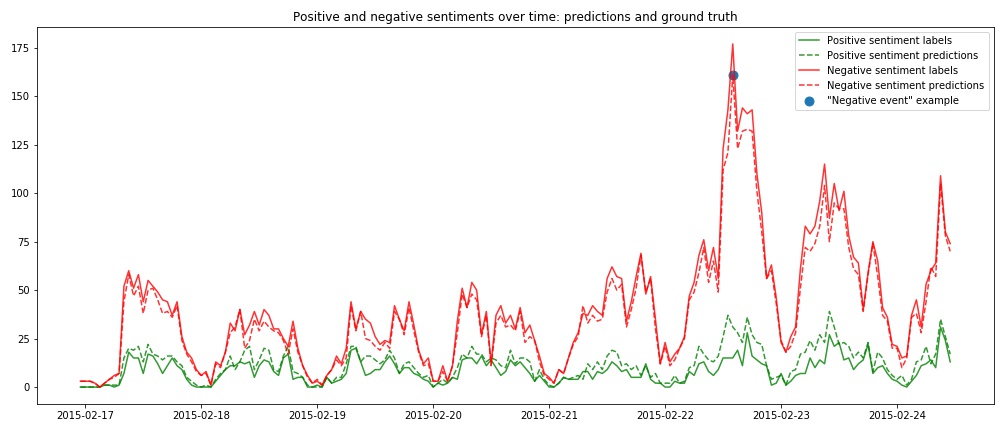 Positive and negative sentiments over time: predictions and ground truth
Positive sentiment labels
Positive sentiment predictions
Negative sentiment labels
Negative sentiment predictions
"Negative event" example
175
150
125
100
75
50
25
0
2015-02-17 2015-02-18 2015-02-19 2015-02-20 2015-02-21 2015-02-22 2015-02-23 2015-02-24